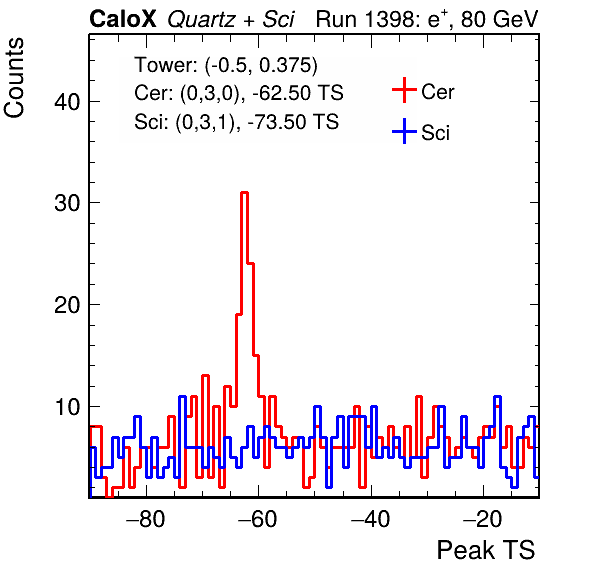 CaloX Quartz + Sci Run 1398: e⁺, 80 GeV
Counts
Tower: (-0.5, 0.375)
Cer: (0,3,0), -62.50 TS
Sci: (0,3,1), -73.50 TS
Cer
Sci
40
30
20
10
−80 −60 −40 −20
Peak TS